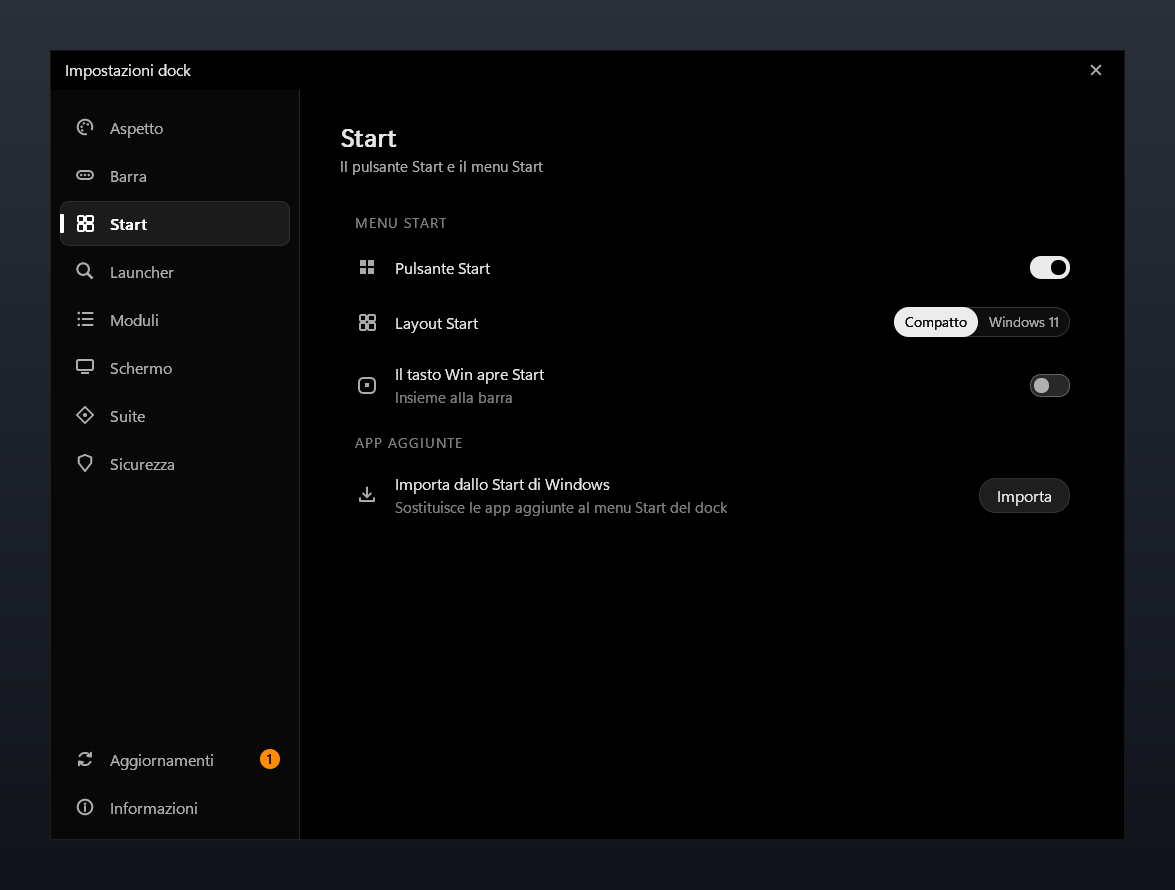 Impostazioni dock
Aspetto
Barra
Start
Launcher
Moduli
Schermo
Suite
Sicurezza
Aggiornamenti 1
Informazioni
Start
Il pulsante Start e il menu Start
MENU START
Pulsante Start
Layout Start
Compatto Windows 11
Il tasto Win apre Start
Insieme alla barra
APP AGGIUNTE
Importa dallo Start di Windows
Sostituisce le app aggiunte al menu Start del dock
Importa